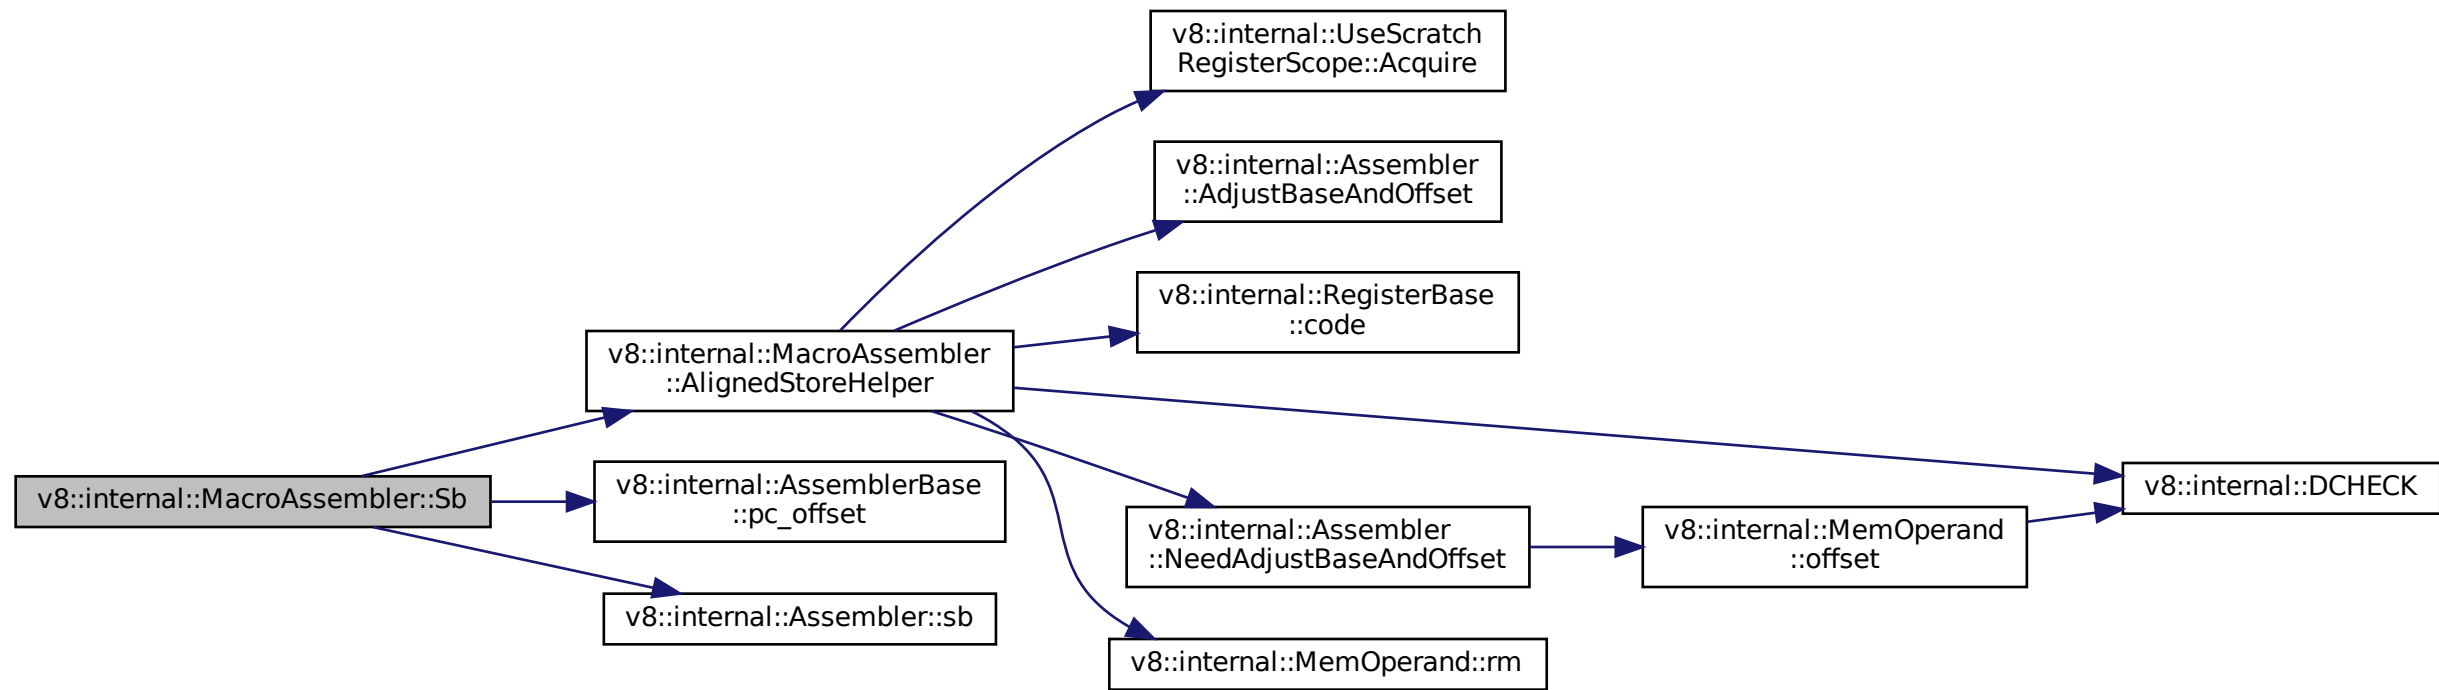 v8::internal::UseScratch
RegisterScope::Acquire
v8::internal::Assembler
::AdjustBaseAndOffset
v8::internal::RegisterBase
::code
v8::internal::MacroAssembler
::AlignedStoreHelper
v8::internal::MacroAssembler::Sb
v8::internal::AssemblerBase
::pc_offset
v8::internal::DCHECK
v8::internal::Assembler
::NeedAdjustBaseAndOffset
v8::internal::MemOperand
::offset
v8::internal::Assembler::sb
v8::internal::MemOperand::rm